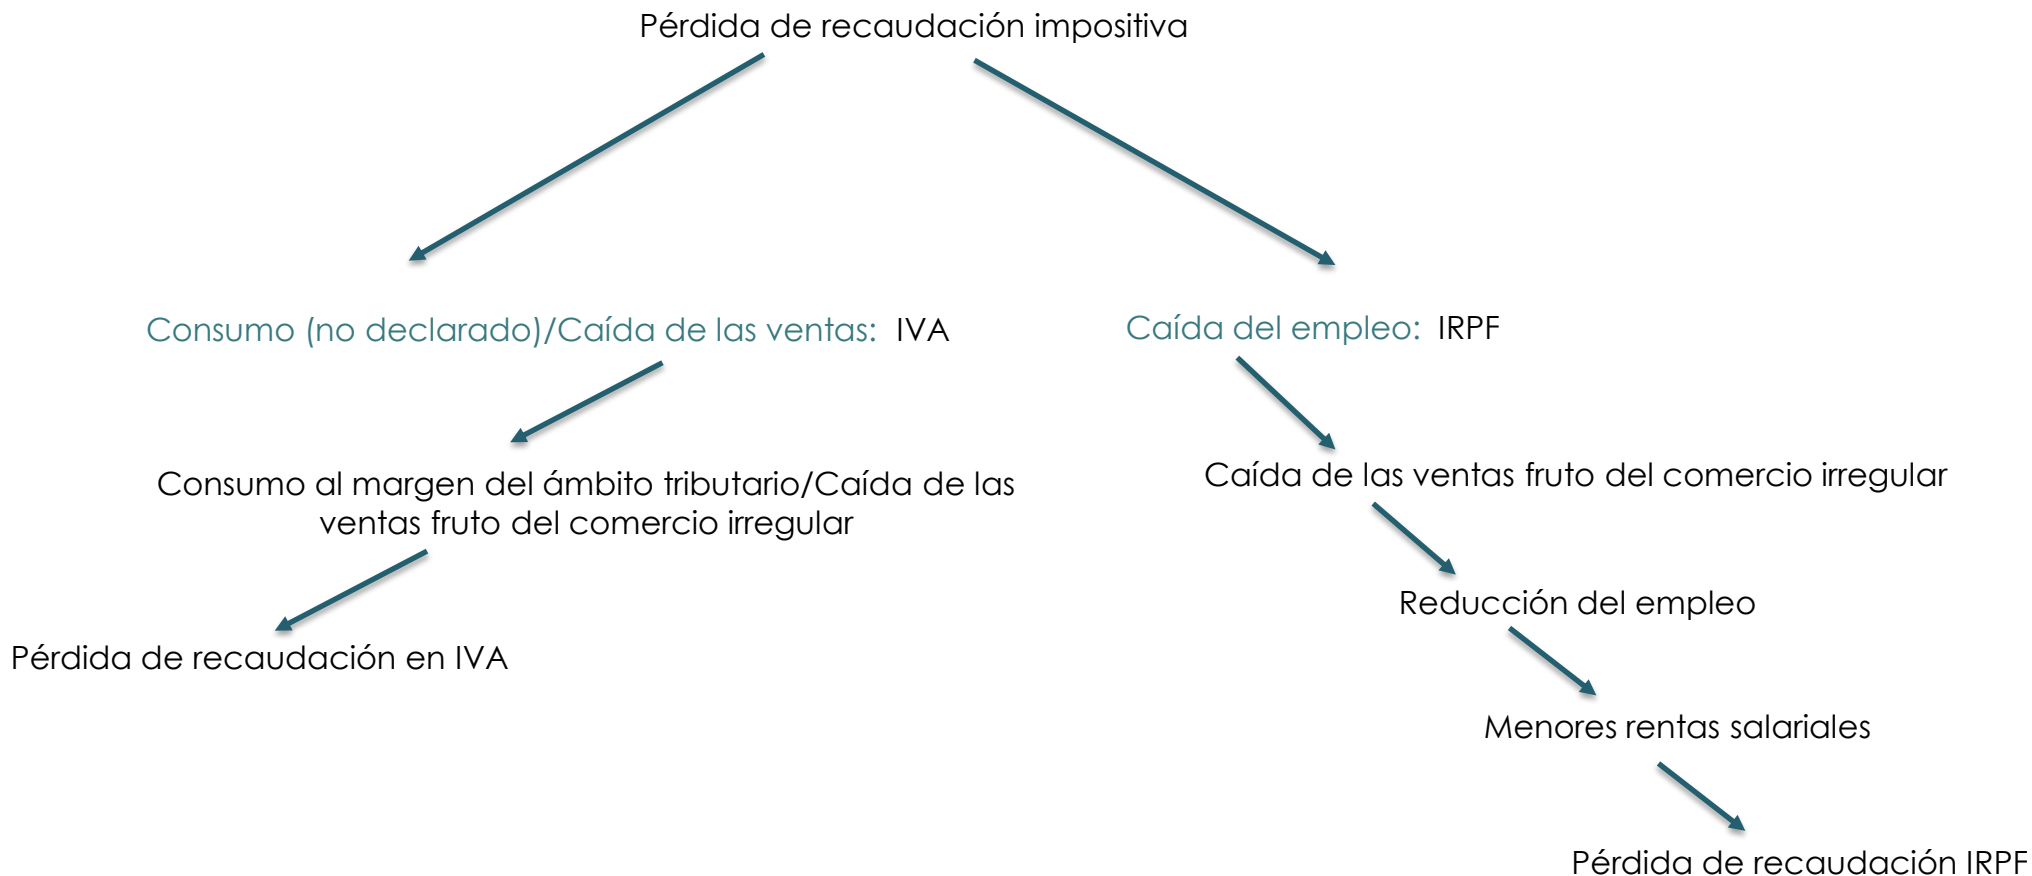 Pérdida de recaudación impositiva
Consumo (no declarado)/Caída de las ventas: IVA
Caída del empleo: IRPF
Consumo al margen del ámbito tributario/Caída de las
ventas fruto del comercio irregular
Caída de las ventas fruto del comercio irregular
Reducción del empleo
Pérdida de recaudación en IVA
Menores rentas salariales
Pérdida de recaudación IRPF